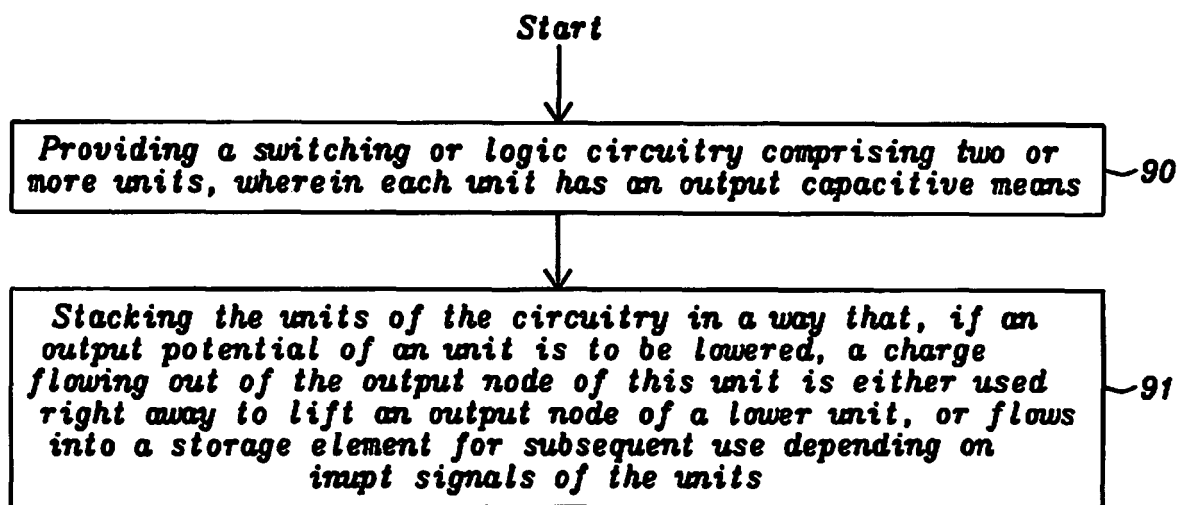 Start
Providing a switching or logic circuitry comprising two or
more units, wherein each unit has an output capacitive means
90
Stacking the units of the circuitry in a way that, if an
output potential of an unit is to be lowered, a charge
flowing out of the output node of this unit is either used
right away to lift an output node of a lower unit, or flows
into a storage element for subsequent use depending on
inupt signals of the units
91